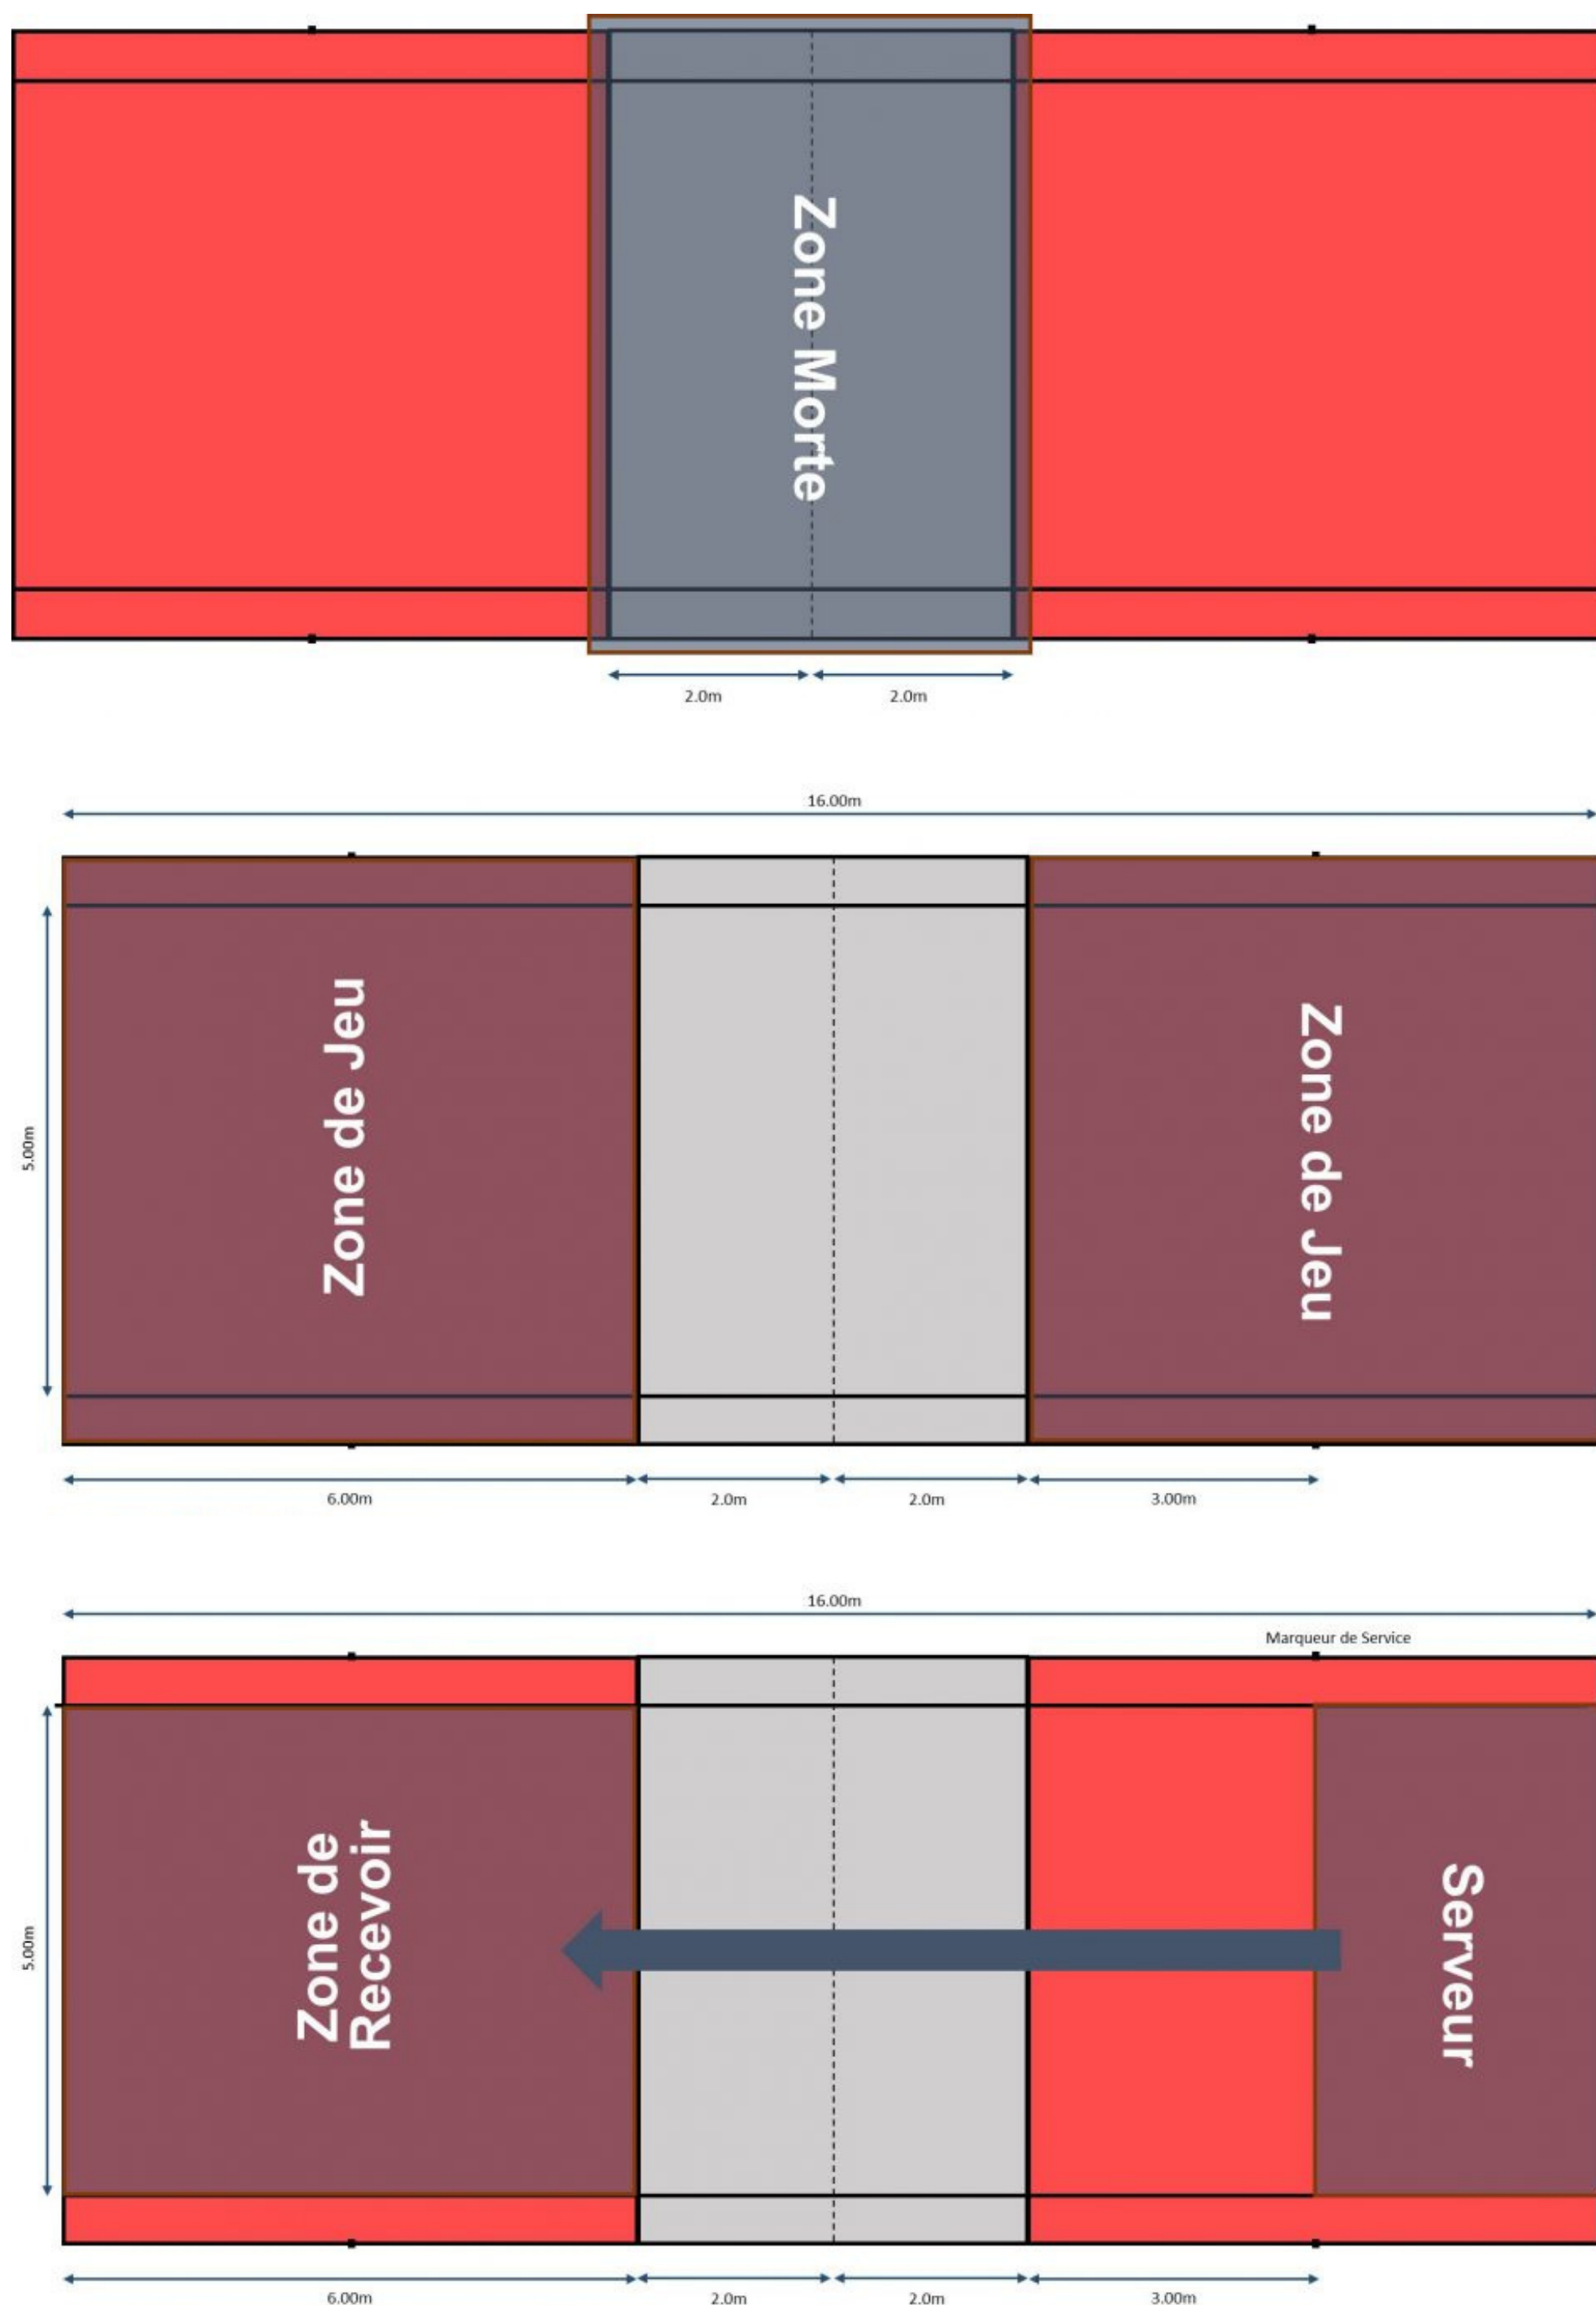 Zone Morte
2.0m
2.0m
16.00m
Zone de Jeu
Zone de Jeu
5.00m
6.00m
2.0m
2.0m
3.00m
16.00m
Marqueur de Service
Zone de
Recevoir
Serveur
5.00m
6.00m
2.0m
2.0m
3.00m